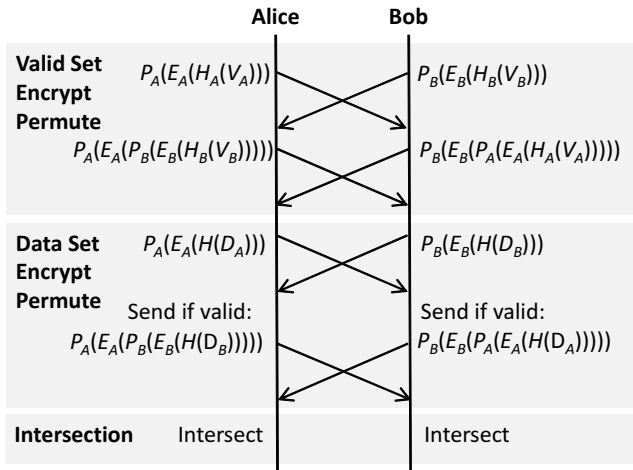 Alice Bob
Valid Set
Encrypt
Permute
P_A(E_A(H_A(V_A))) P_B(E_B(H_B(V_B)))
P_A(E_A(P_B(E_B(H_B(V_B))))) P_B(E_B(P_A(E_A(H_A(V_A)))))
Data Set
Encrypt
Permute
P_A(E_A(H(D_A))) P_B(E_B(H(D_B)))
Send if valid: Send if valid:
P_A(E_A(P_B(E_B(H(D_B))))) P_B(E_B(P_A(E_A(H(D_A)))))
Intersection Intersect Intersect